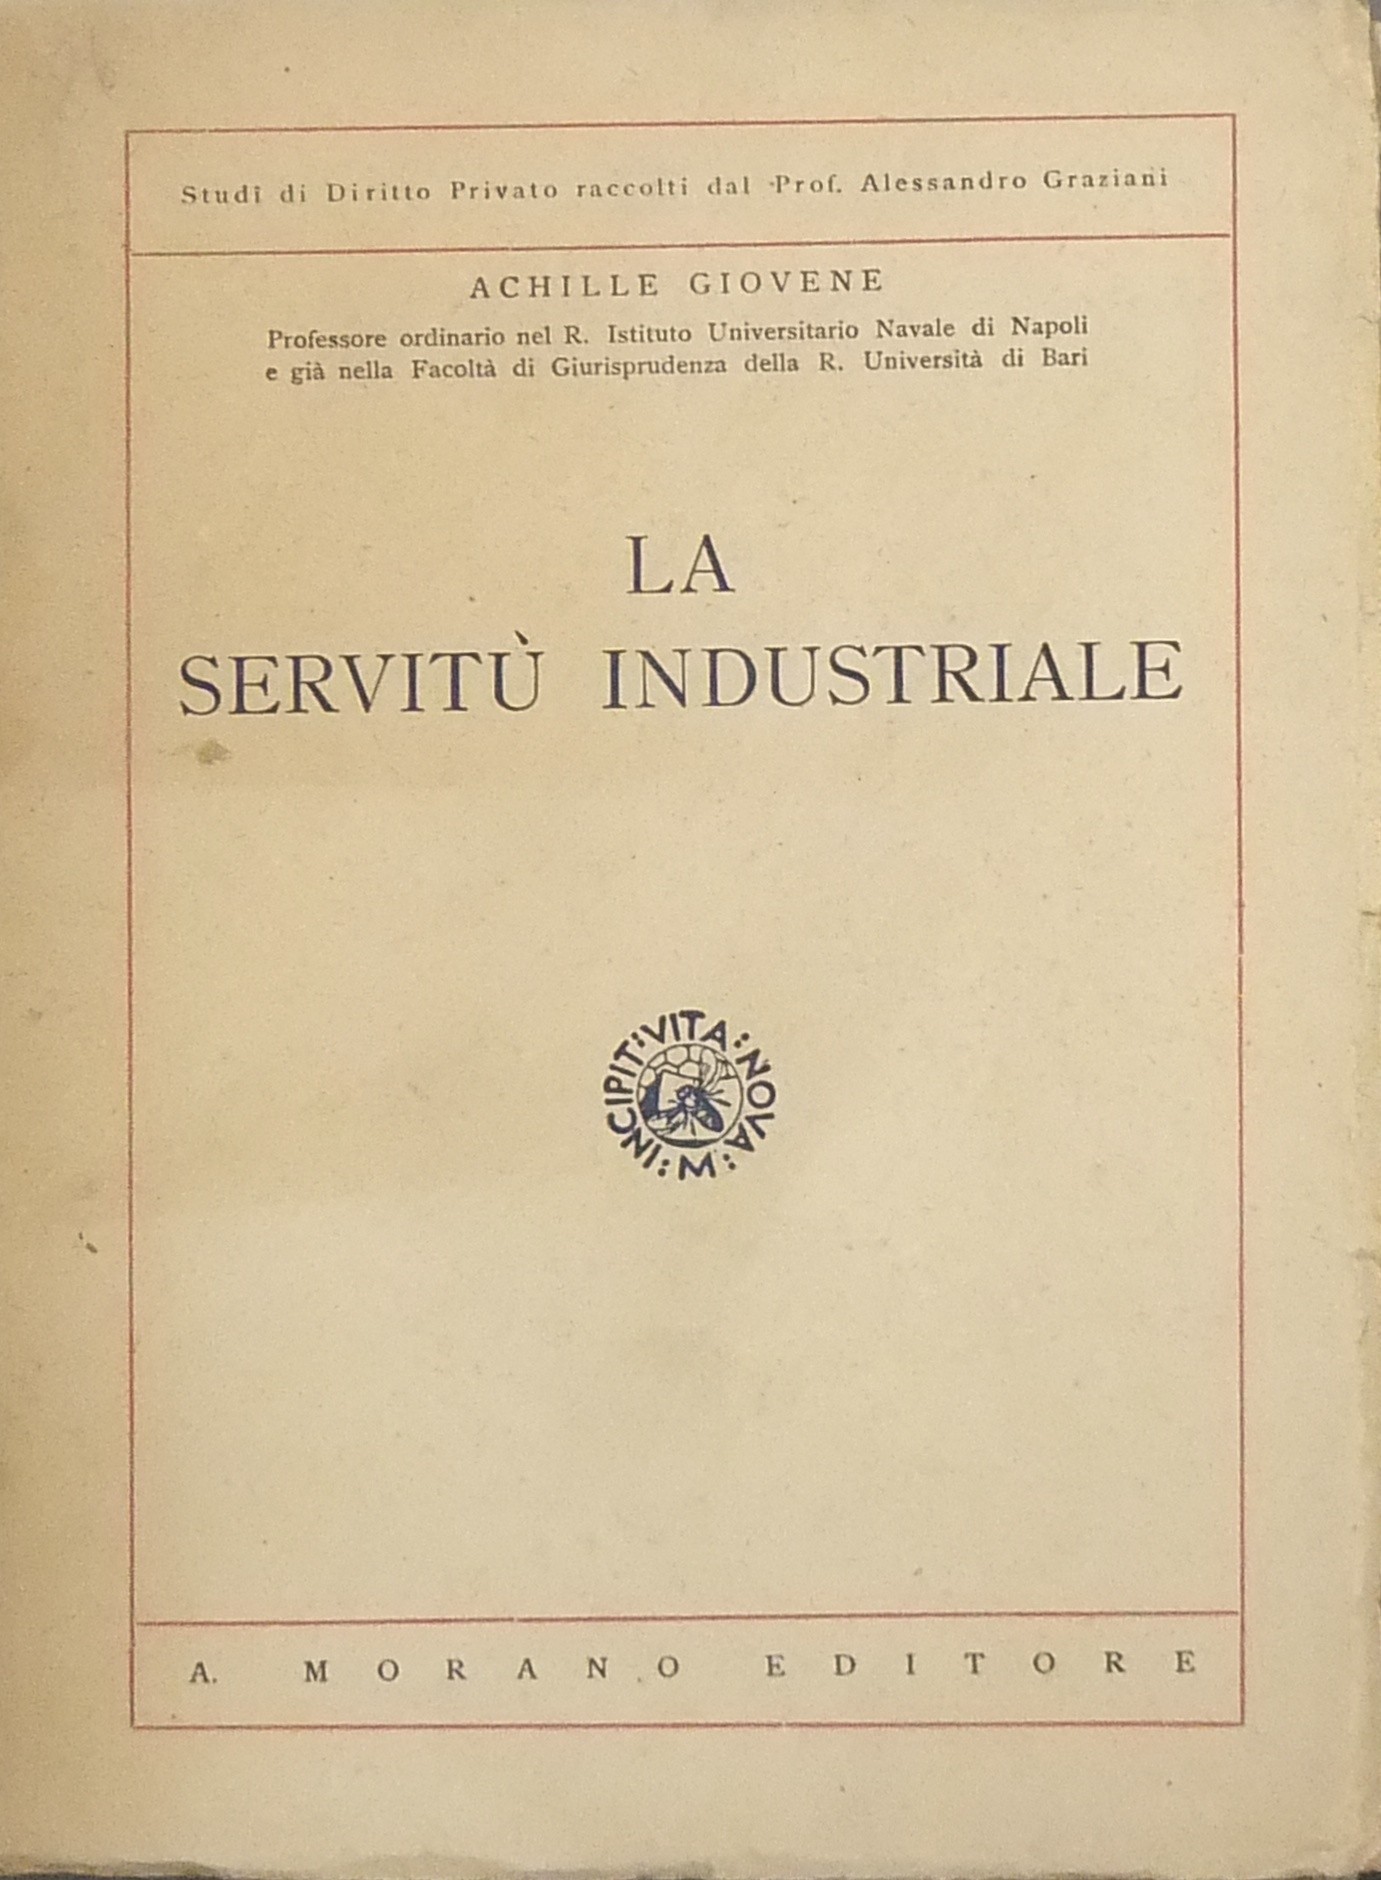 Studî di Diritto Privato raccolti dal Prof. Alessandro Graziani
ACHILLE GIOVENE
Professore ordinario nel R. Istituto Universitario Navale di Napoli
e già nella Facoltà di Giurisprudenza della R. Università di Bari
LA
SERVITÙ INDUSTRIALE
INCIPIT:VITA:NOVA:M:
A. MORANO EDITORE